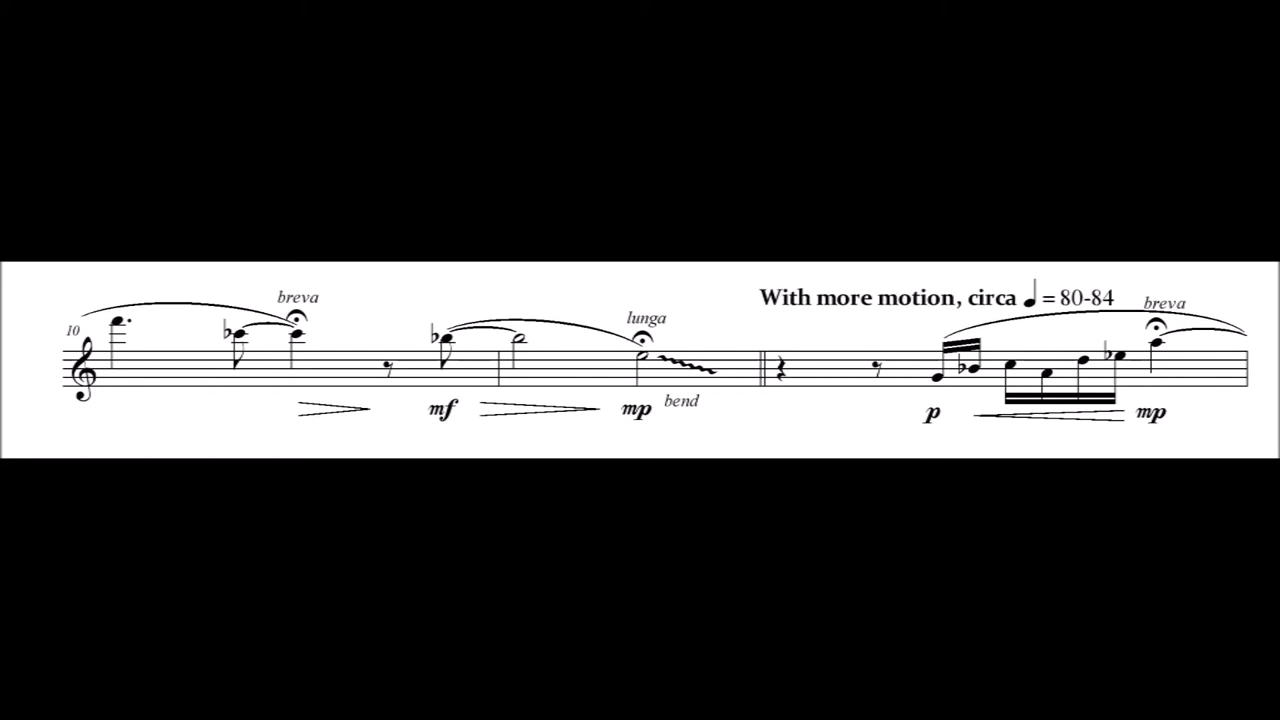 With more motion, circa ♩ = 80-84
breva
lunga
breva
10
mf
mp
bend
p
mp